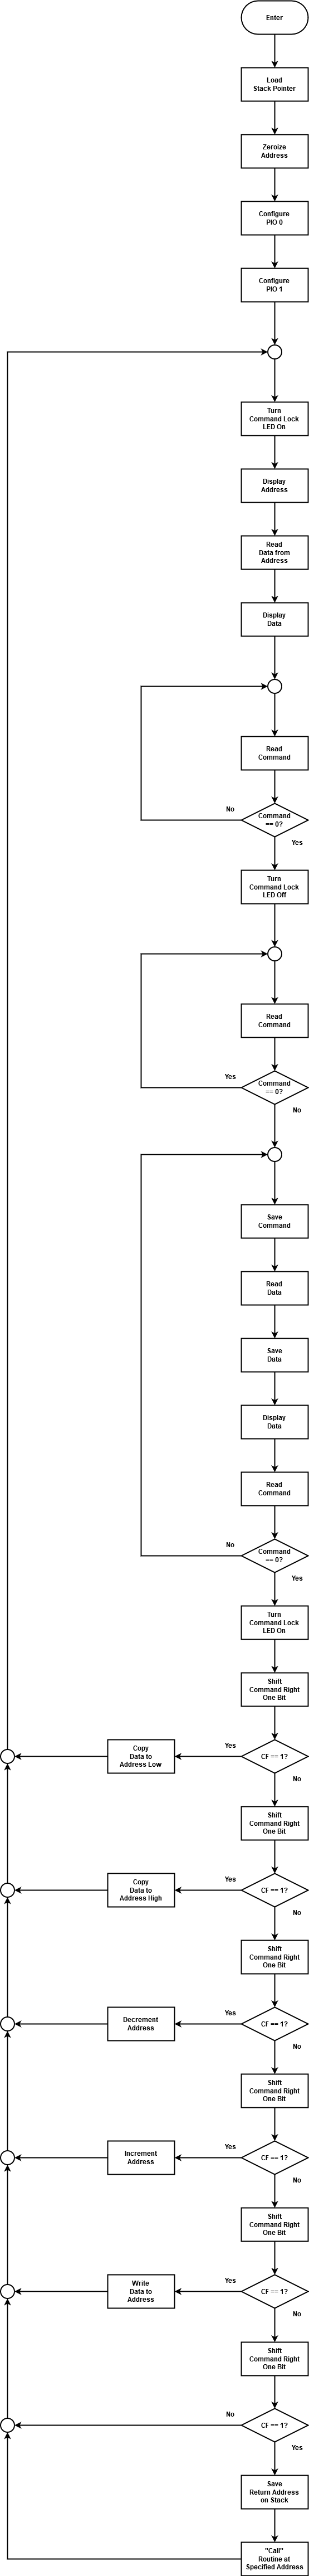 Enter
Load
Stack Pointer
Zeroize
Address
Configure
PIO 0
Configure
PIO 1
Turn
Command Lock
LED On
Display
Address
Read
Data from
Address
Display
Data
Read
Command
No
Command
== 0?
Yes
Turn
Command Lock
LED Off
Read
Command
Yes
Command
== 0?
No
Save
Command
Read
Data
Save
Data
Display
Data
Read
Command
No
Command
== 0?
Yes
Turn
Command Lock
LED On
Shift
Command Right
One Bit
Copy
Data to
Address Low
Yes
CF == 1?
No
Shift
Command Right
One Bit
Copy
Data to
Address High
Yes
CF == 1?
No
Shift
Command Right
One Bit
Decrement
Address
Yes
CF == 1?
No
Shift
Command Right
One Bit
Increment
Address
Yes
CF == 1?
No
Shift
Command Right
One Bit
Write
Data to
Address
Yes
CF == 1?
No
Shift
Command Right
One Bit
No
CF == 1?
Yes
Save
Return Address
on Stack
"Call"
Routine at
Specified Address